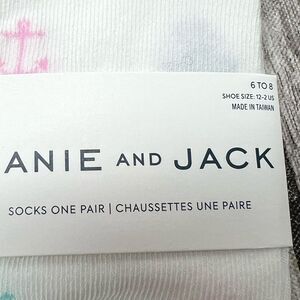 6 TO 8
SHOE SIZE: 12-2 US
MADE IN TAIWAN
ANIE AND JACK
SOCKS ONE PAIR | CHAUSSETTES UNE PAIRE